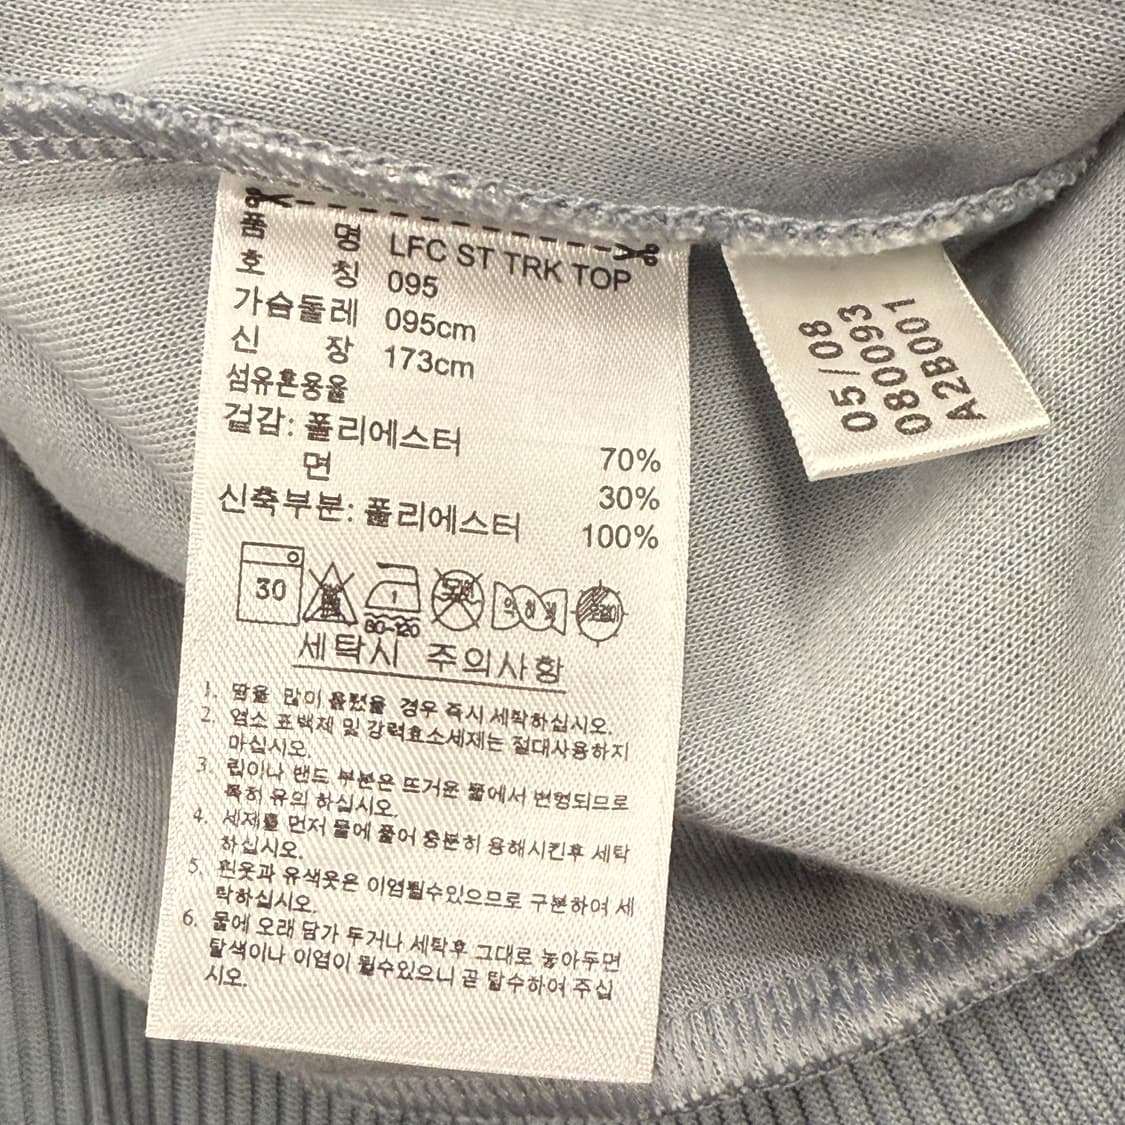 품 명 LFC ST TRK TOP
호 칭 095
가슴둘레 095cm
신 장 173cm
섬유혼용율
겉감: 폴리에스터 70%
면 30%
신축부분: 폴리에스터 100%
30
60-120
세탁시 주의사항
1. 땀을 많이 흘렸을 경우 즉시 세탁하십시오.
2. 염소 표백제 및 강력효소세제는 절대사용하지
마십시오.
3. 립이나 밴드 부분은 뜨거운 물에서 변형되므로
특히 유의 하십시오.
4. 세제를 먼저 물에 풀어 충분히 용해시킨후 세탁
하십시오.
5. 흰옷과 유색옷은 이염될수있으므로 구분하여 세
탁하십시오.
6. 물에 오래 담가 두거나 세탁후 그대로 놓아두면
탈색이나 이염이 될수있으니 곧 탈수하여 주십
시오.
05/08
080093
A2B001